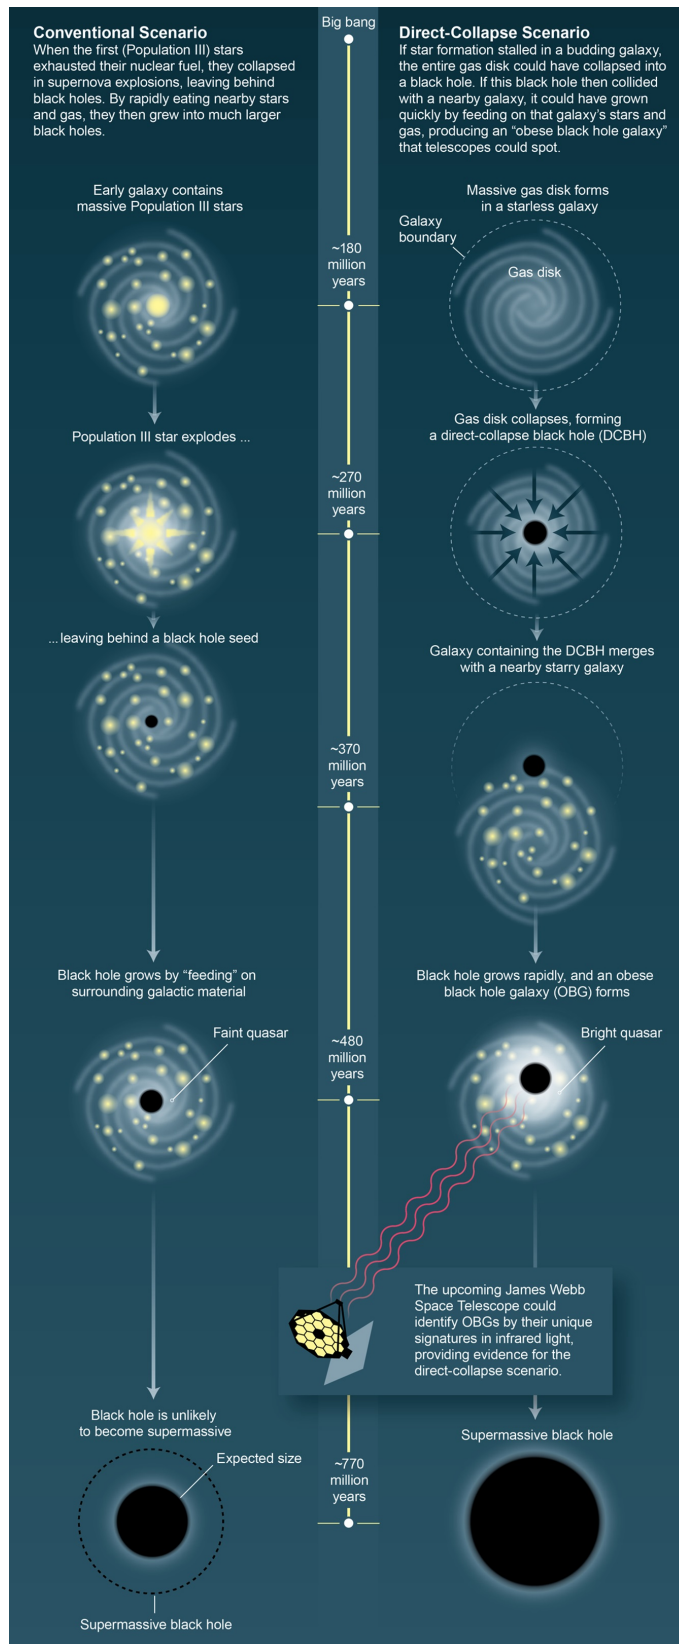 Big bang
Conventional Scenario
When the first (Population III) stars
exhausted their nuclear fuel, they collapsed
in supernova explosions, leaving behind
black holes. By rapidly eating nearby stars
and gas, they then grew into much larger
black holes.
Direct-Collapse Scenario
If star formation stalled in a budding galaxy,
the entire gas disk could have collapsed into
a black hole. If this black hole then collided
with a nearby galaxy, it could have grown
quickly by feeding on that galaxy’s stars and
gas, producing an “obese black hole galaxy”
that telescopes could spot.
Early galaxy contains
massive Population III stars
~180
million
years
Massive gas disk forms
in a starless galaxy
Galaxy
boundary
Gas disk
Population III star explodes ...
~270
million
years
Gas disk collapses, forming
a direct-collapse black hole (DCBH)
... leaving behind a black hole seed
~370
million
years
Galaxy containing the DCBH merges
with a nearby starry galaxy
Black hole grows by “feeding” on
surrounding galactic material
Faint quasar
~480
million
years
Black hole grows rapidly, and an obese
black hole galaxy (OBG) forms
Bright quasar
The upcoming James Webb
Space Telescope could
identify OBGs by their unique
signatures in infrared light,
providing evidence for the
direct-collapse scenario.
Black hole is unlikely
to become supermassive
Expected size
Supermassive black hole
~770
million
years
Supermassive black hole